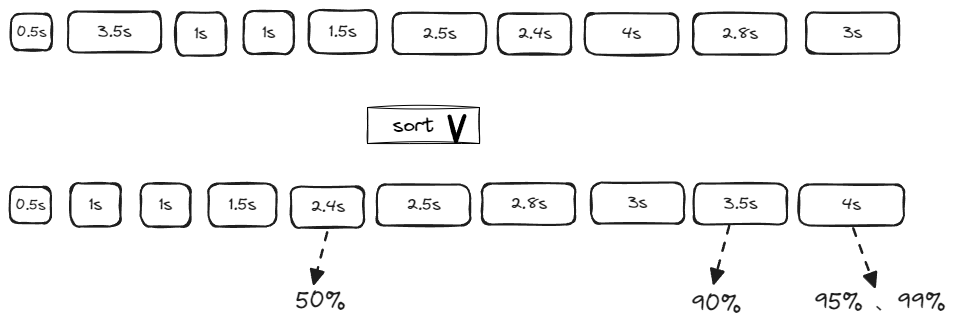 0.5s 3.5s 1s 1s 1.5s 2.5s 2.4s 4s 2.8s 3s
sort
0.5s 1s 1s 1.5s 2.4s 2.5s 2.8s 3s 3.5s 4s
50% 90% 95% 、 99%